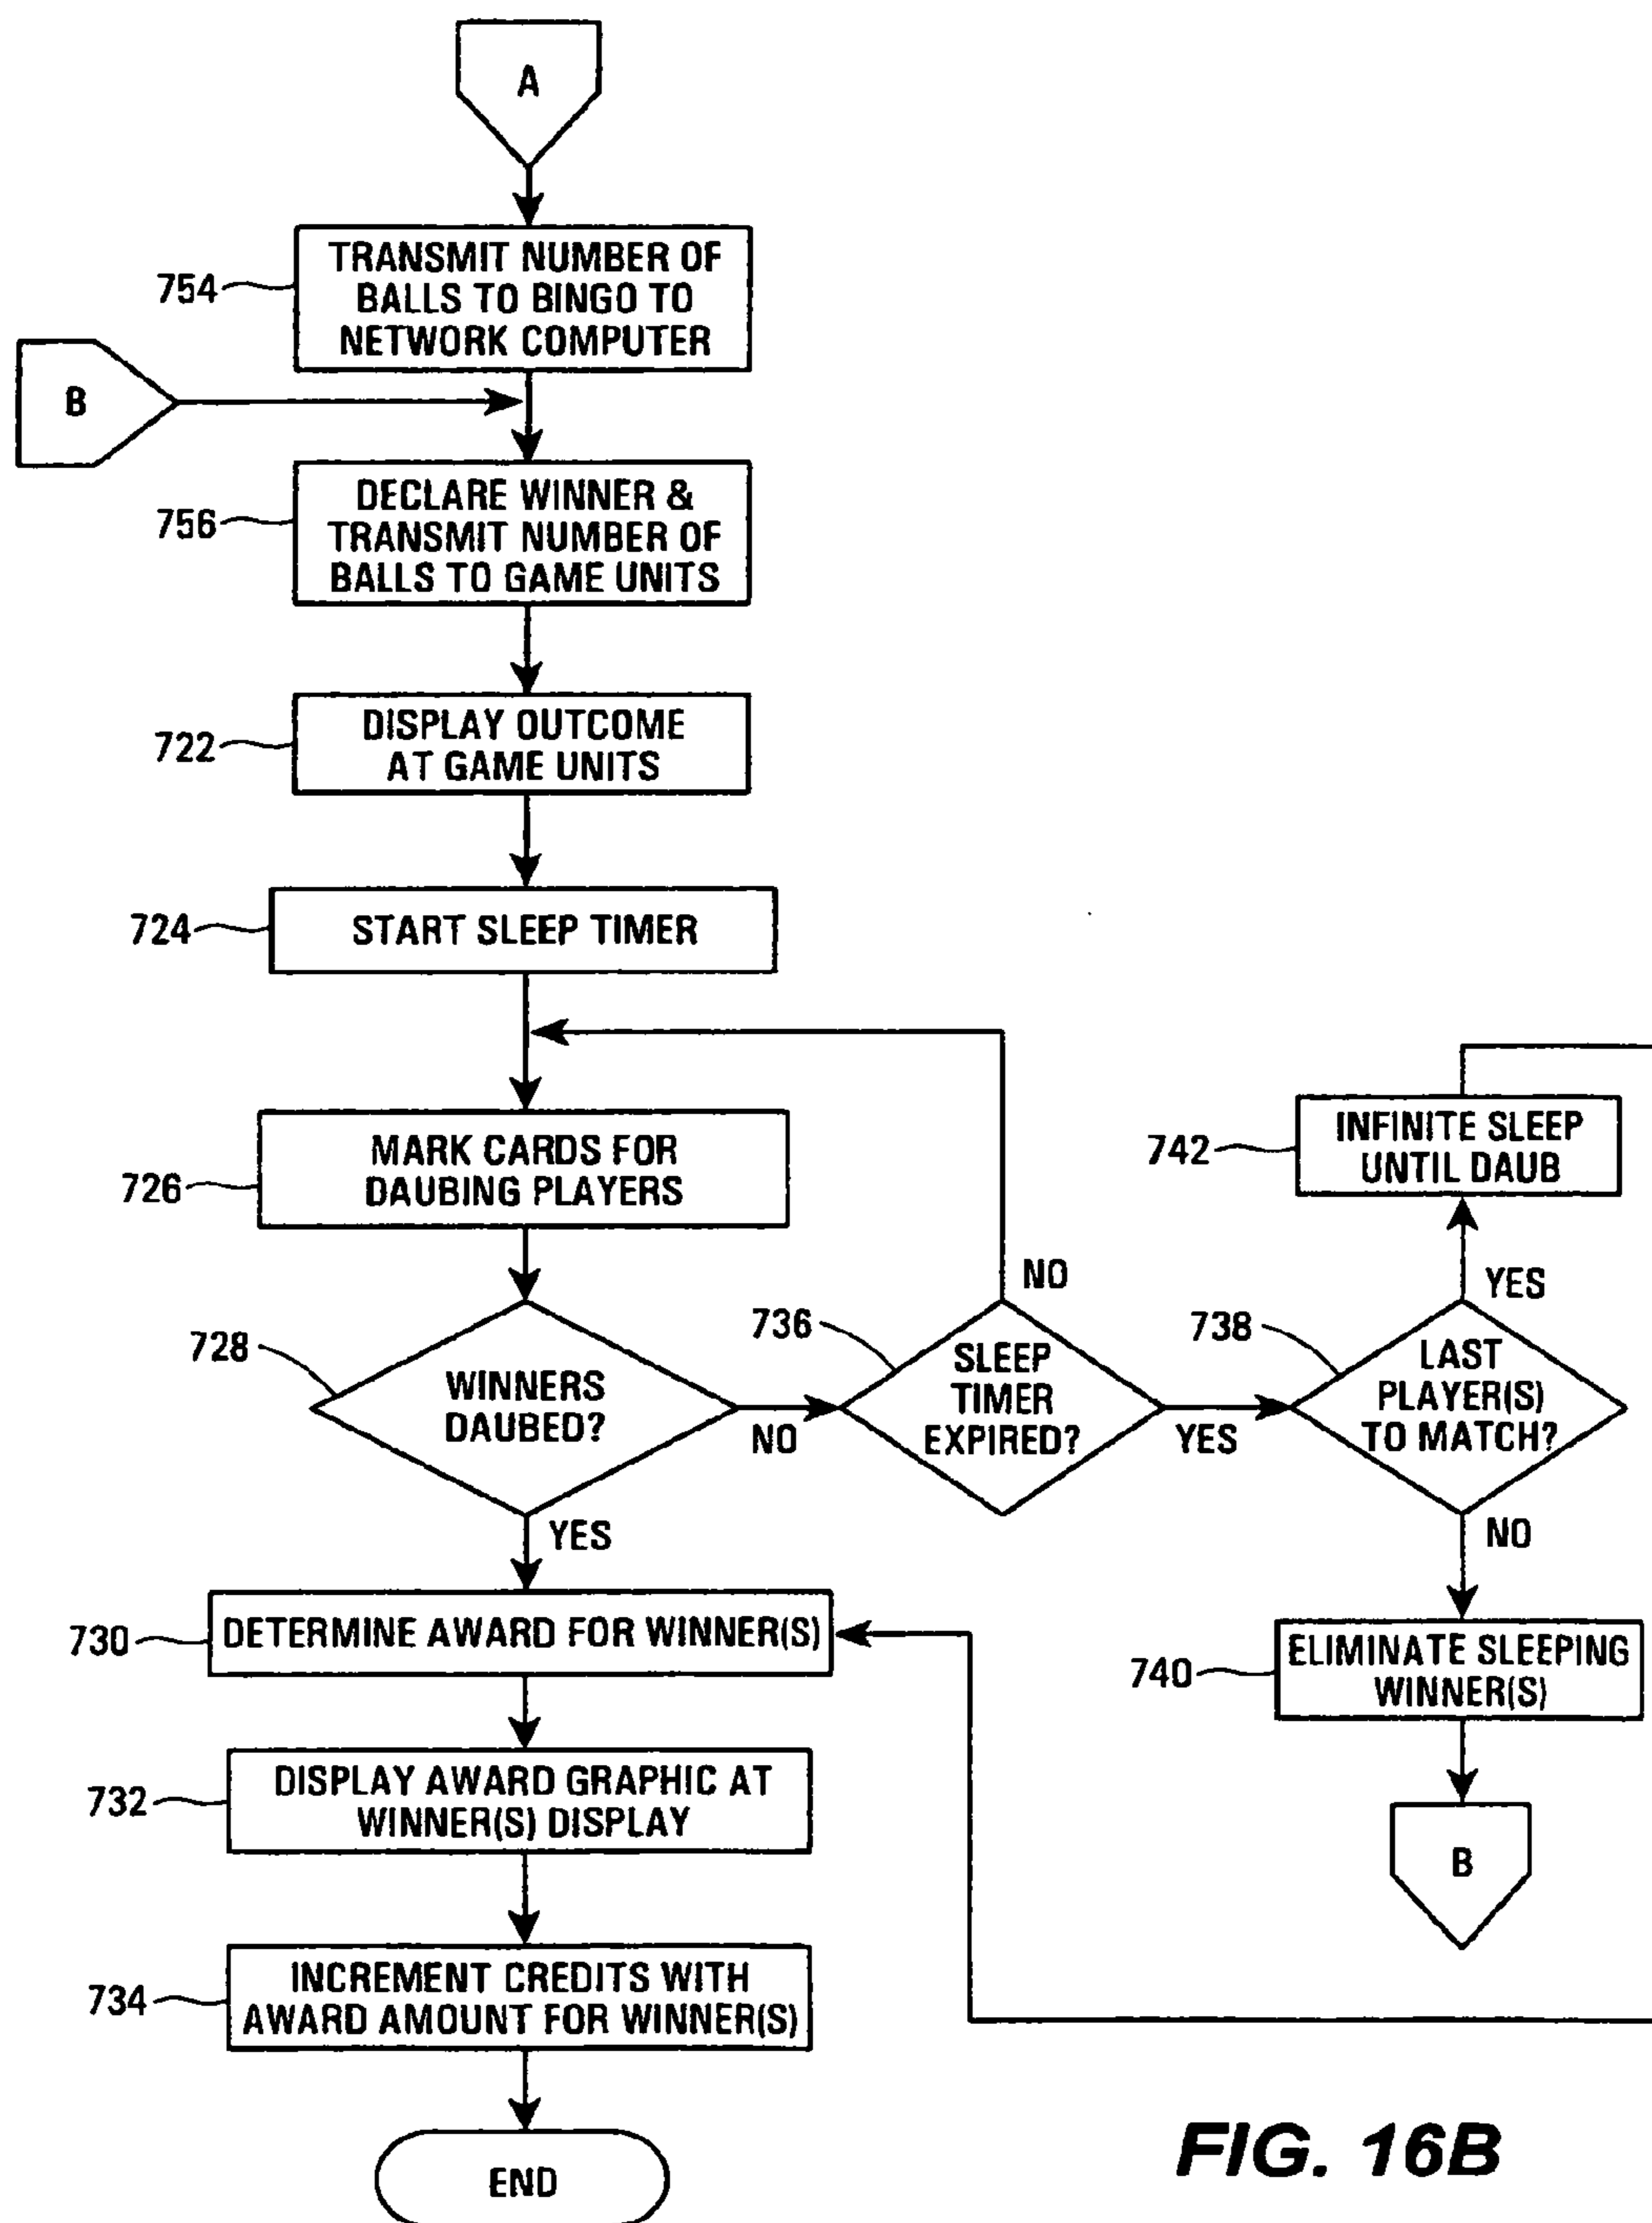 A
754
TRANSMIT NUMBER OF
BALLS TO BINGO TO
NETWORK COMPUTER
B
756
DECLARE WINNER &
TRANSMIT NUMBER OF
BALLS TO GAME UNITS
722
DISPLAY OUTCOME
AT GAME UNITS
724
START SLEEP TIMER
726
MARK CARDS FOR
DAUBING PLAYERS
742
INFINITE SLEEP
UNTIL DAUB
728
WINNERS
DAUBED?
NO
YES
736
SLEEP
TIMER
EXPIRED?
NO
YES
738
LAST
PLAYER(S)
TO MATCH?
YES
NO
730
DETERMINE AWARD FOR WINNER(S)
740
ELIMINATE SLEEPING
WINNER(S)
B
732
DISPLAY AWARD GRAPHIC AT
WINNER(S) DISPLAY
734
INCREMENT CREDITS WITH
AWARD AMOUNT FOR WINNER(S)
END
FIG. 16B